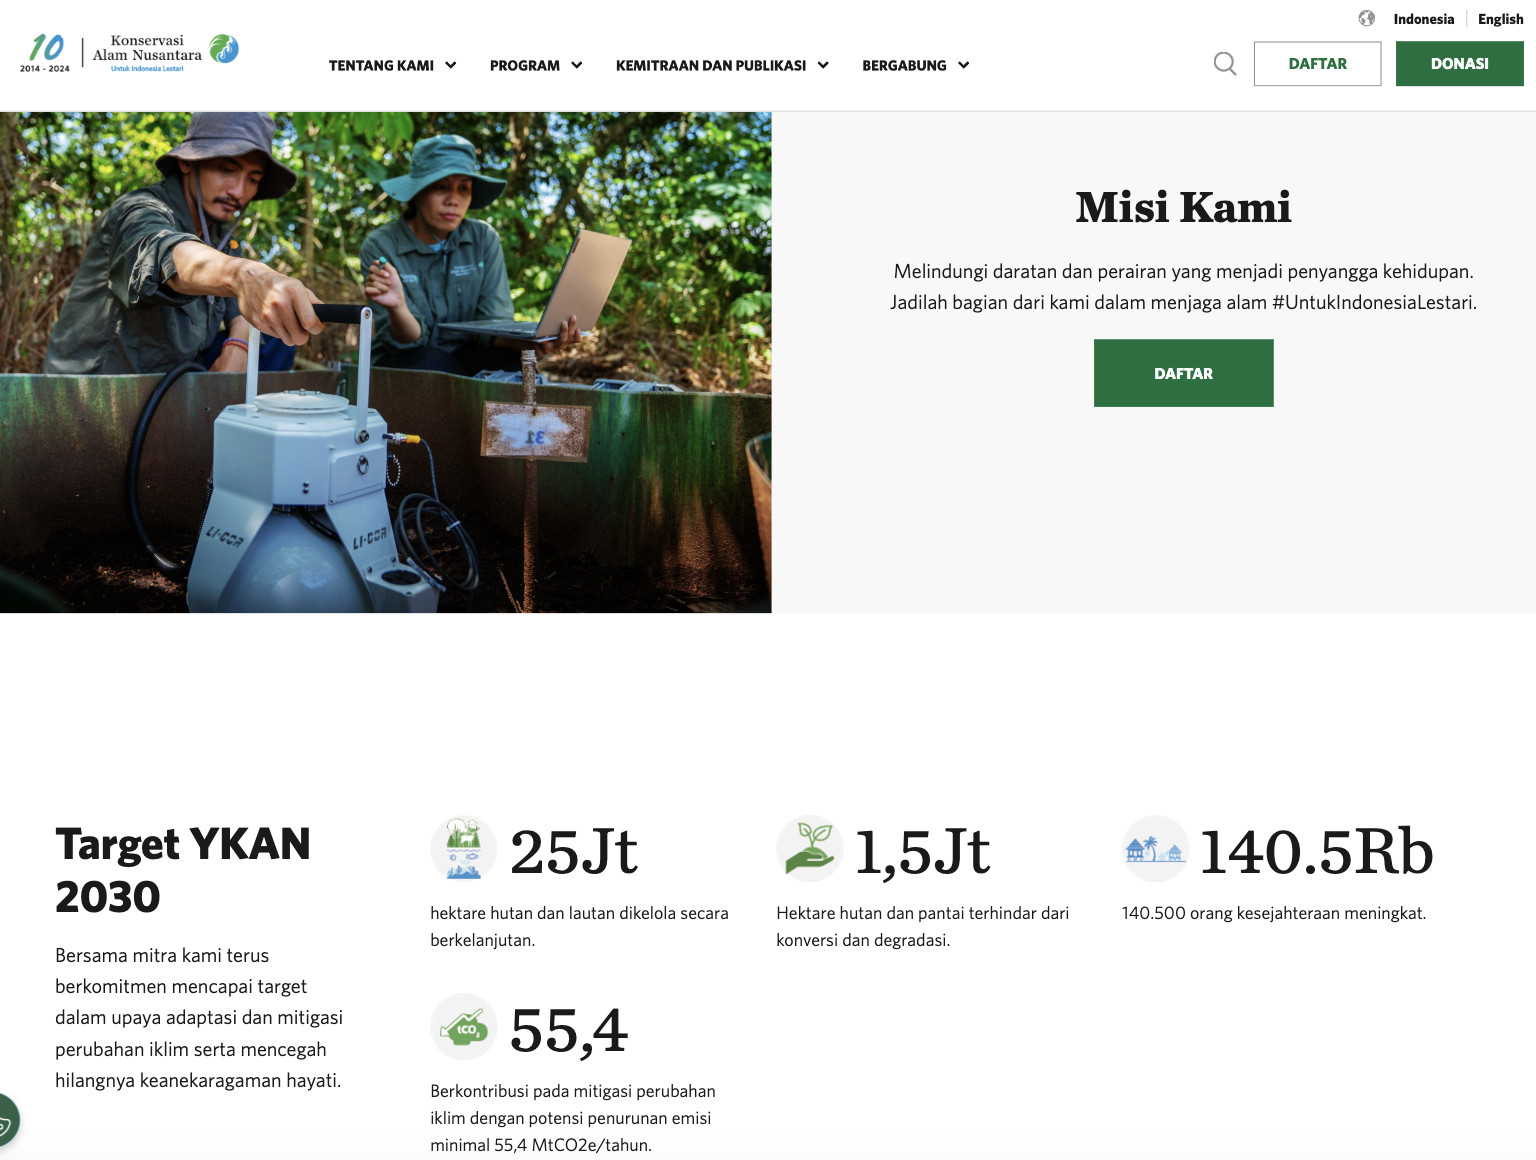 Indonesia
English
10
2014 - 2024
Konservasi
Alam Nusantara
Untuk Indonesia Lestari
TENTANG KAMI
PROGRAM
KEMITRAAN DAN PUBLIKASI
BERGABUNG
DAFTAR
DONASI
31
LI-COR
LI-COR
Misi Kami
Melindungi daratan dan perairan yang menjadi penyangga kehidupan.
Jadilah bagian dari kami dalam menjaga alam #UntukIndonesiaLestari.
DAFTAR
Target YKAN
2030
Bersama mitra kami terus
berkomitmen mencapai target
dalam upaya adaptasi dan mitigasi
perubahan iklim serta mencegah
hilangnya keanekaragaman hayati.
25Jt
hektare hutan dan lautan dikelola secara
berkelanjutan.
1,5Jt
Hektare hutan dan pantai terhindar dari
konversi dan degradasi.
140.5Rb
140.500 orang kesejahteraan meningkat.
tCO2
55,4
Berkontribusi pada mitigasi perubahan
iklim dengan potensi penurunan emisi
minimal 55,4 MtCO2e/tahun.